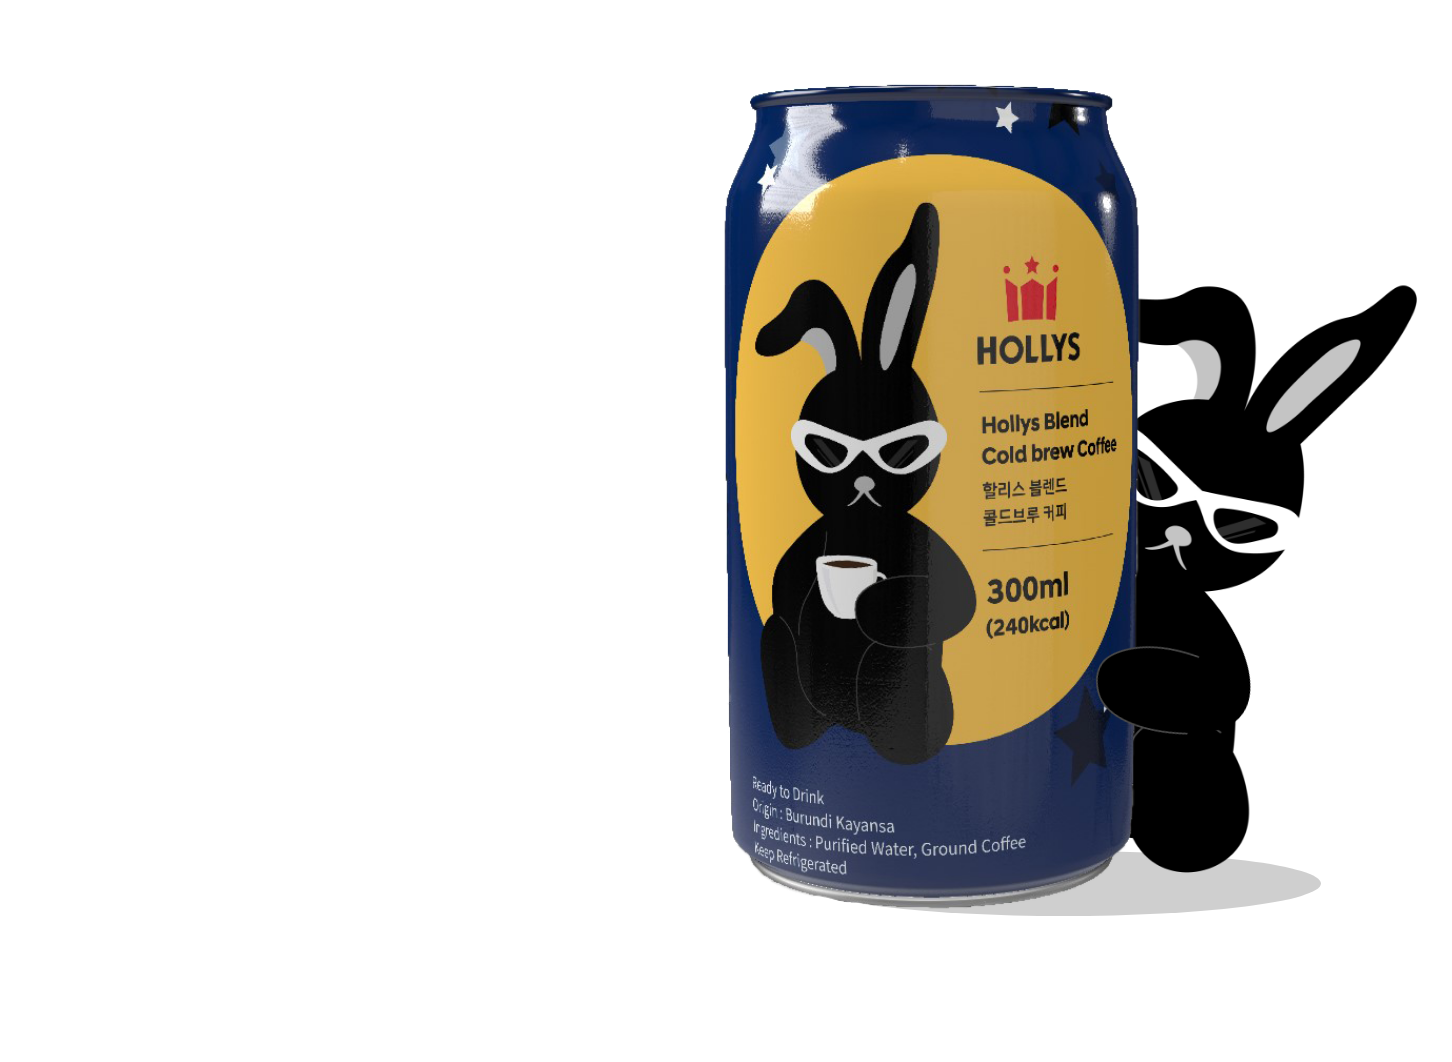 HOLLYS
Hollys Blend
Cold brew Coffee
할리스 블렌드
콜드브루 커피
300ml
(240kcal)
Ready to Drink
Origin : Burundi Kayansa
Ingredients : Purified Water, Ground Coffee
Keep Refrigerated